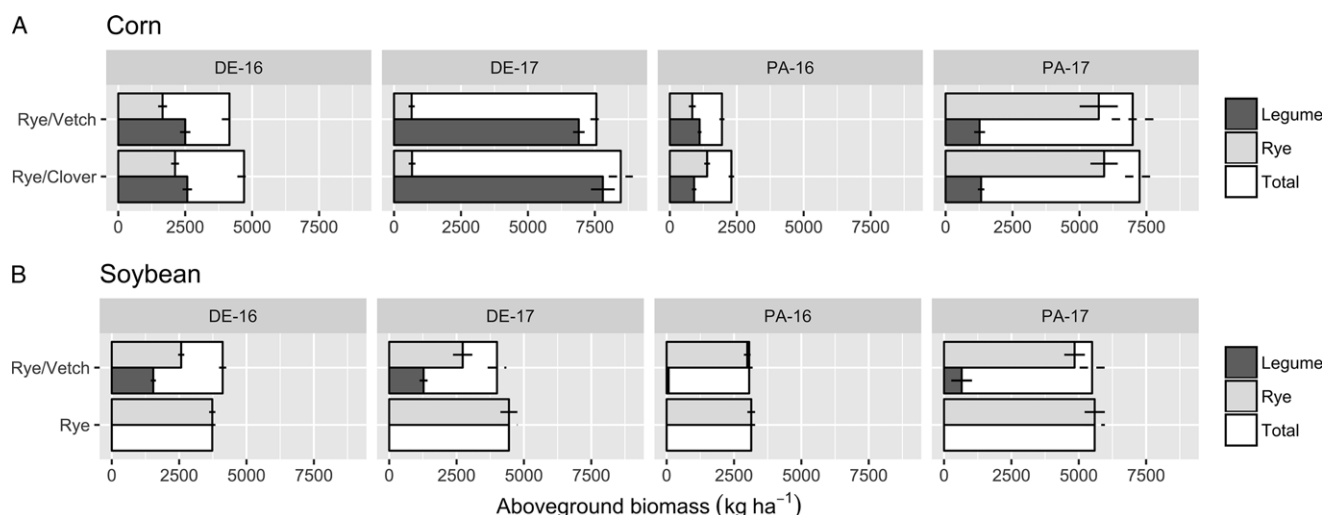 A Corn
DE-16 DE-17 PA-16 PA-17
Rye/Vetch
Rye/Clover
0 2500 5000 7500 0 2500 5000 7500 0 2500 5000 7500 0 2500 5000 7500
Legume
Rye
Total
B Soybean
DE-16 DE-17 PA-16 PA-17
Rye/Vetch
Rye
0 2500 5000 7500 0 2500 5000 7500 0 2500 5000 7500 0 2500 5000 7500
Legume
Rye
Total
Aboveground biomass (kg ha⁻¹)